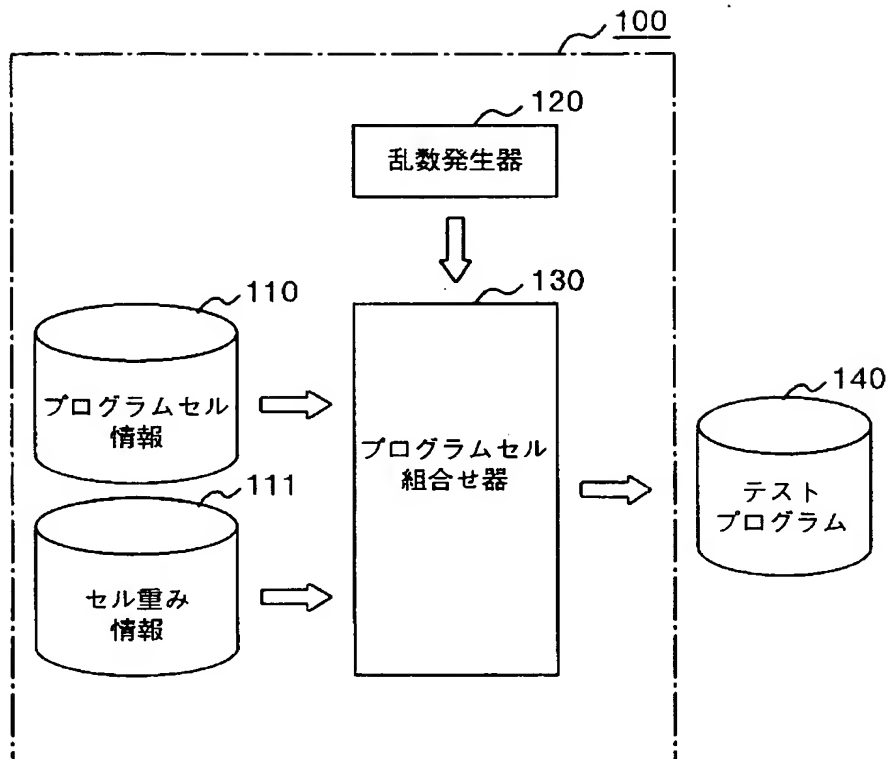 100
120
乱数発生器
130
110
プログラムセル
情報
111
セル重み
情報
プログラムセル
組合せ器
140
テスト
プログラム